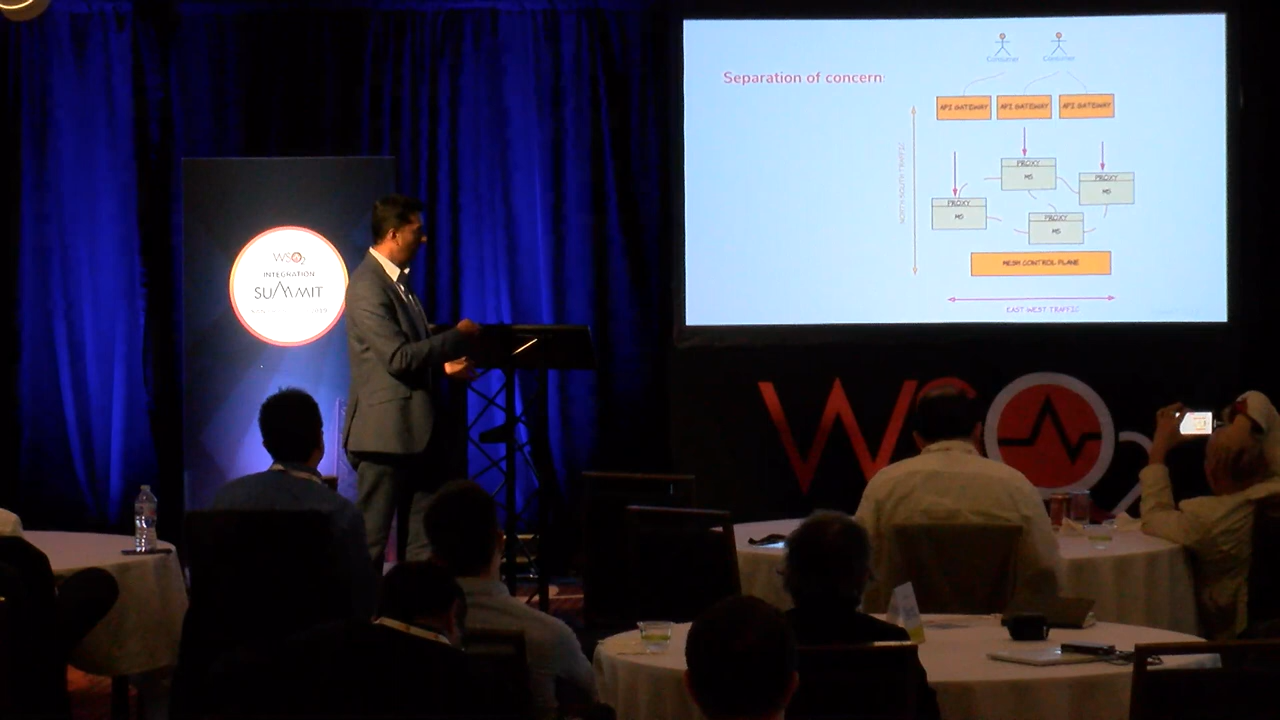 Separation of concern
Consumer
Consumer
API GATEWAY
API GATEWAY
API GATEWAY
PROXY
MS
PROXY
MS
PROXY
MS
PROXY
MS
NORTH SOUTH TRAFFIC
MESH CONTROL PLANE
EAST WEST TRAFFIC
WSO2
INTEGRATION
SUMMIT
WSO2